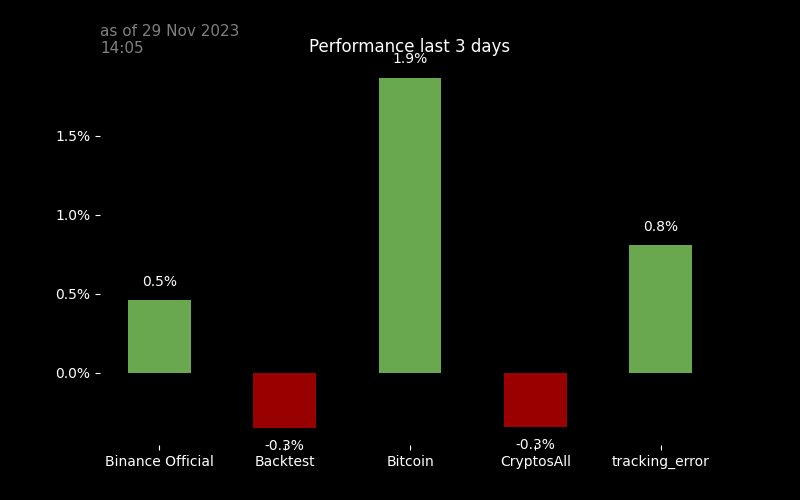 as of 29 Nov 2023
14:05
Performance last 3 days
1.9%
1.5%
1.0%
0.8%
0.5%
0.5%
0.0%
-0.3%
-0.3%
Binance Official
Backtest
Bitcoin
CryptosAll
tracking_error